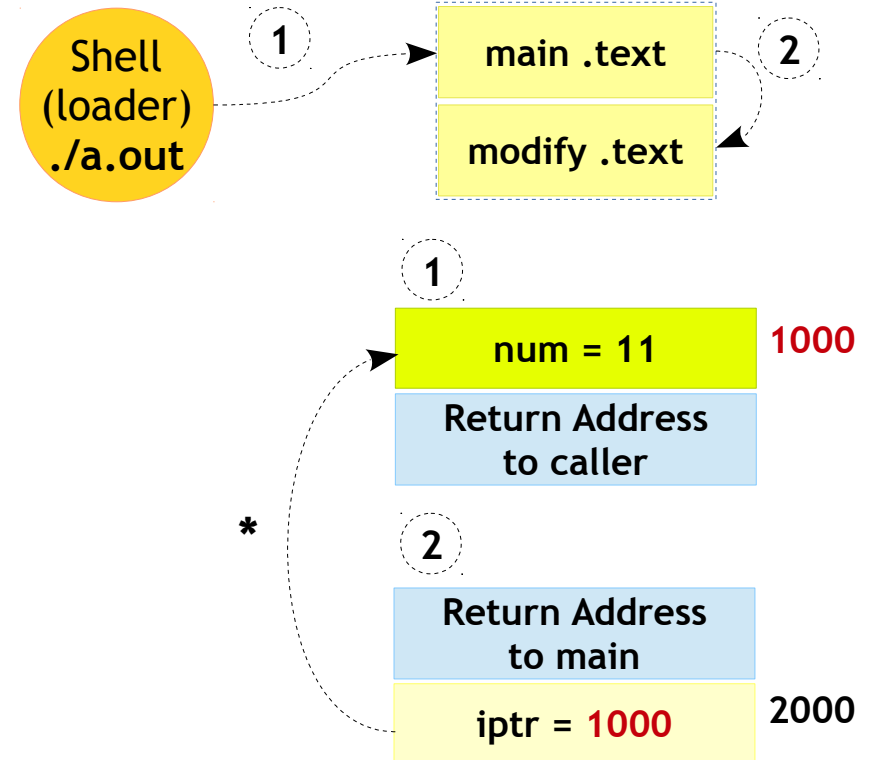 Shell
(loader)
./a.out
1
main .text
2
modify .text
1
num = 11
1000
Return Address
to caller
*
2
Return Address
to main
iptr = 1000
2000